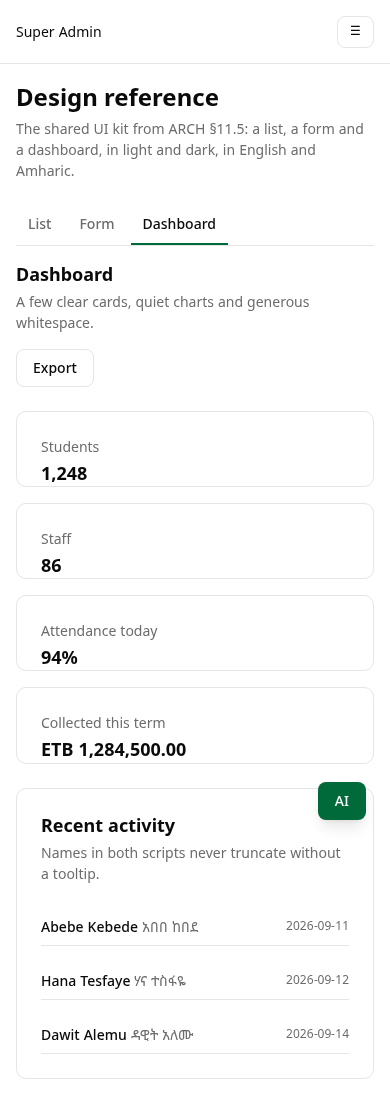 Super Admin
☰
Design reference
The shared UI kit from ARCH §11.5: a list, a form and
a dashboard, in light and dark, in English and
Amharic.
List Form Dashboard
Dashboard
A few clear cards, quiet charts and generous
whitespace.
Export
Students
1,248
Staff
86
Attendance today
94%
Collected this term
ETB 1,284,500.00
AI
Recent activity
Names in both scripts never truncate without
a tooltip.
Abebe Kebede አበበ ከበደ 2026-09-11
Hana Tesfaye ሃና ተስፋዬ 2026-09-12
Dawit Alemu ዳዊት አለሙ 2026-09-14